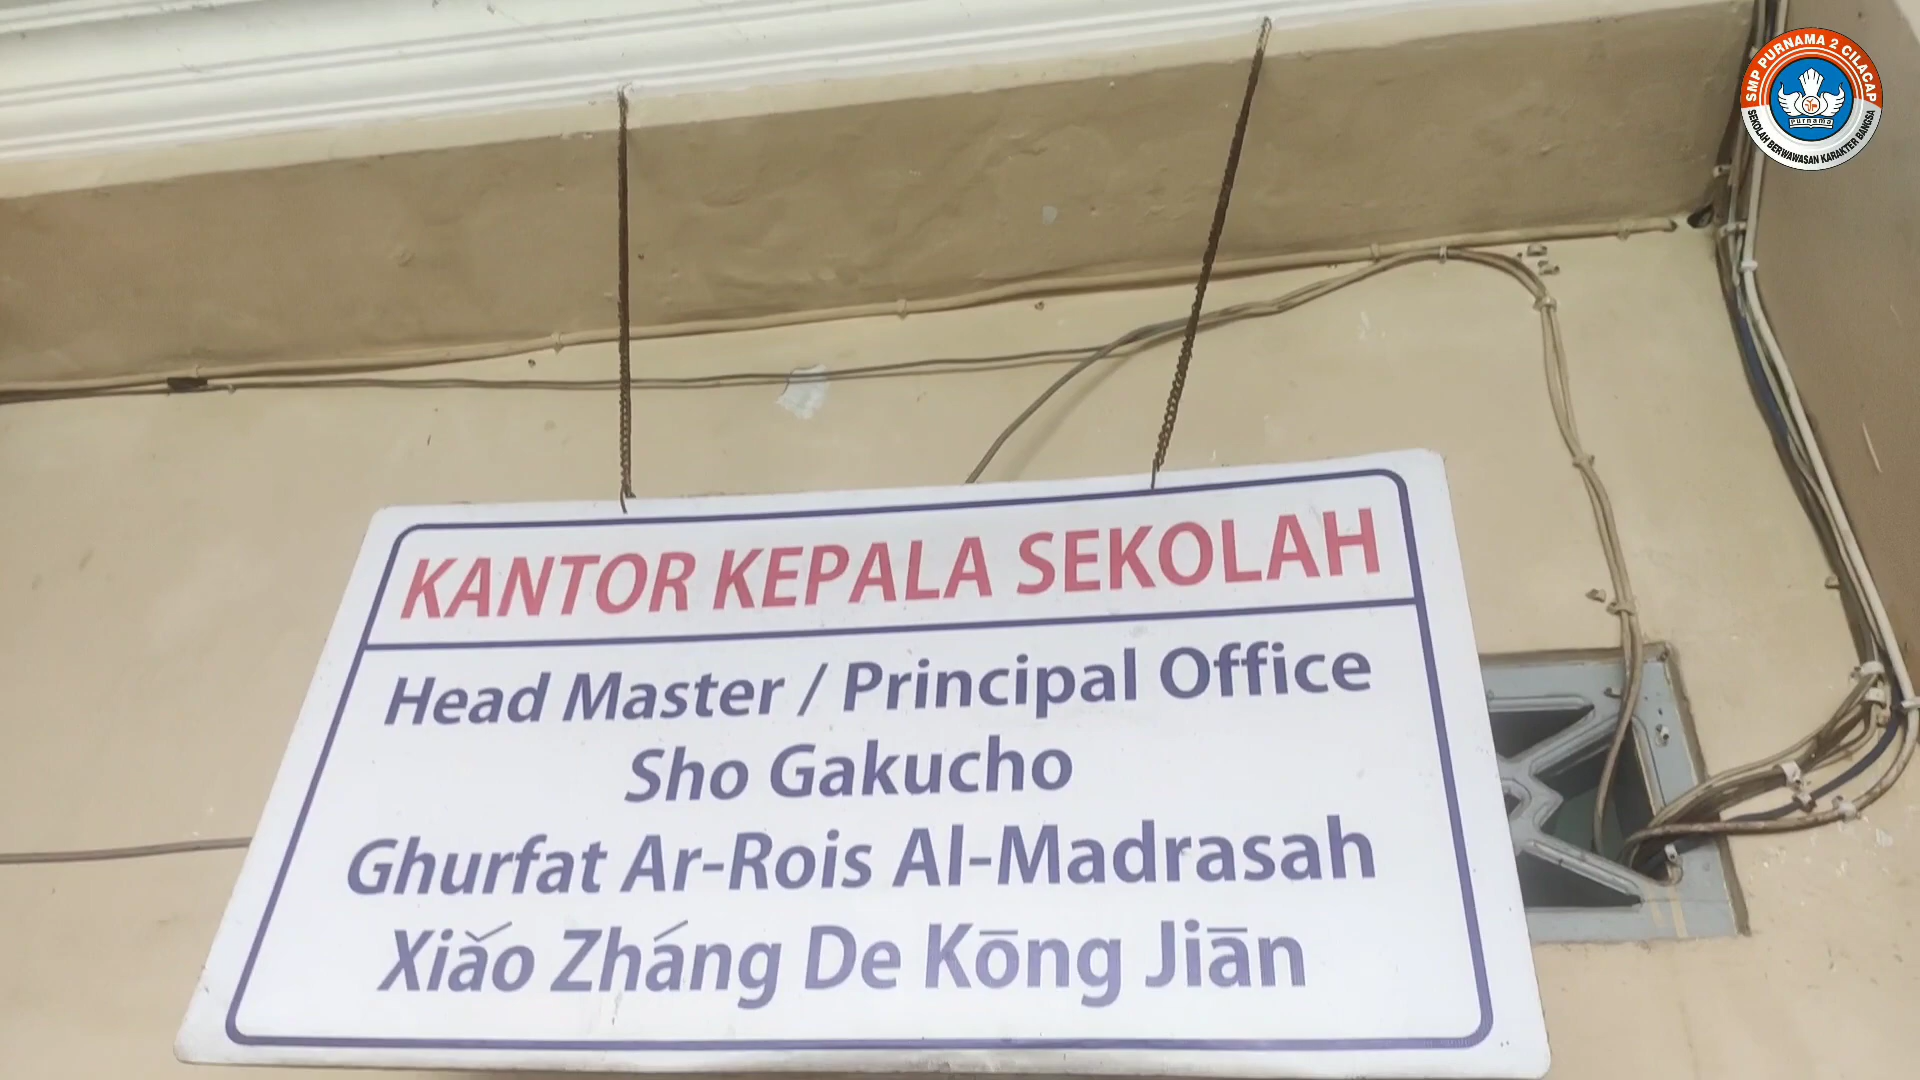 SMP PURNAMA 2 CILACAP
purnama
SEKOLAH BERWAWASAN KARAKTER BANGSA
KANTOR KEPALA SEKOLAH
Head Master / Principal Office
Sho Gakucho
Ghurfat Ar-Rois Al-Madrasah
Xiǎo Zháng De Kōng Jiān